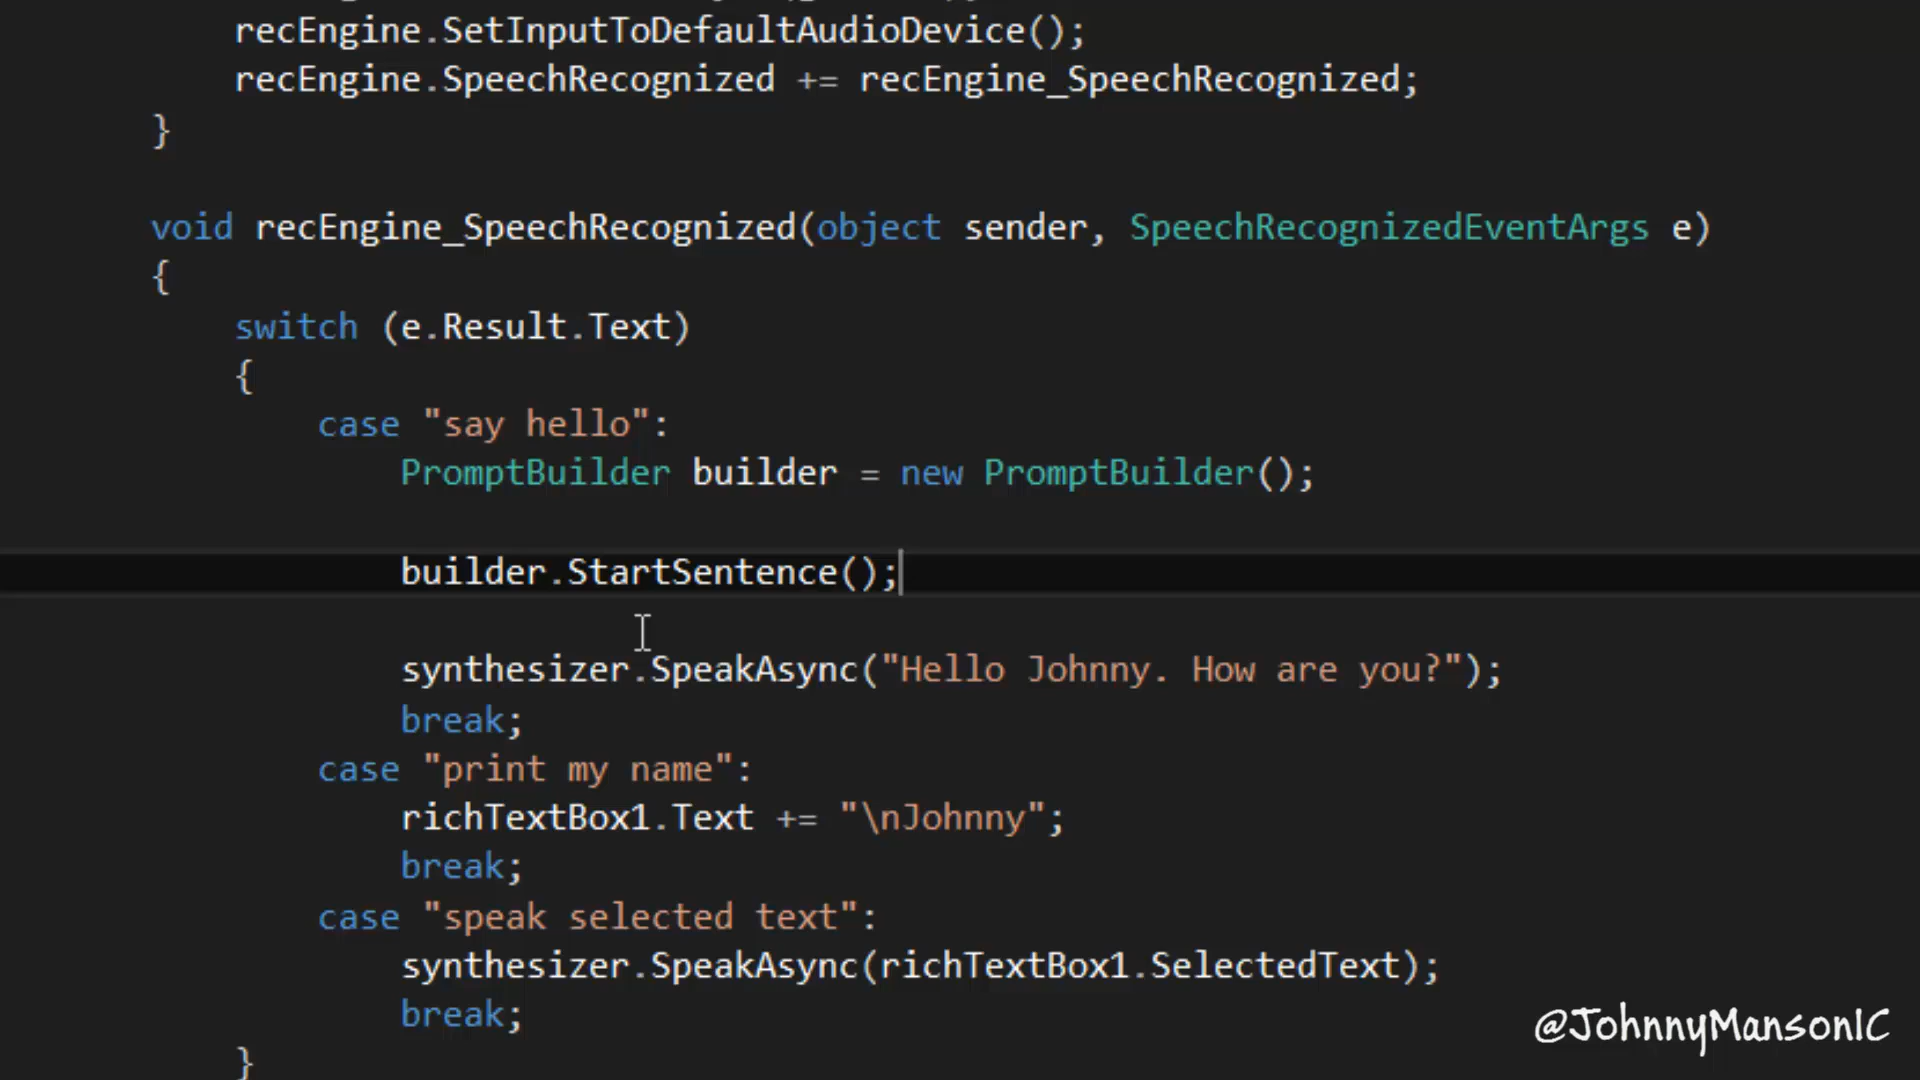 recEngine.SetInputToDefaultAudioDevice();
recEngine.SpeechRecognized += recEngine_SpeechRecognized;
}
void recEngine_SpeechRecognized(object sender, SpeechRecognizedEventArgs e)
{
switch (e.Result.Text)
{
case "say hello":
PromptBuilder builder = new PromptBuilder();
builder.StartSentence();
synthesizer.SpeakAsync("Hello Johnny. How are you?");
break;
case "print my name":
richTextBox1.Text += "\nJohnny";
break;
case "speak selected text":
synthesizer.SpeakAsync(richTextBox1.SelectedText);
break;
}
@JohnnyMansonIC